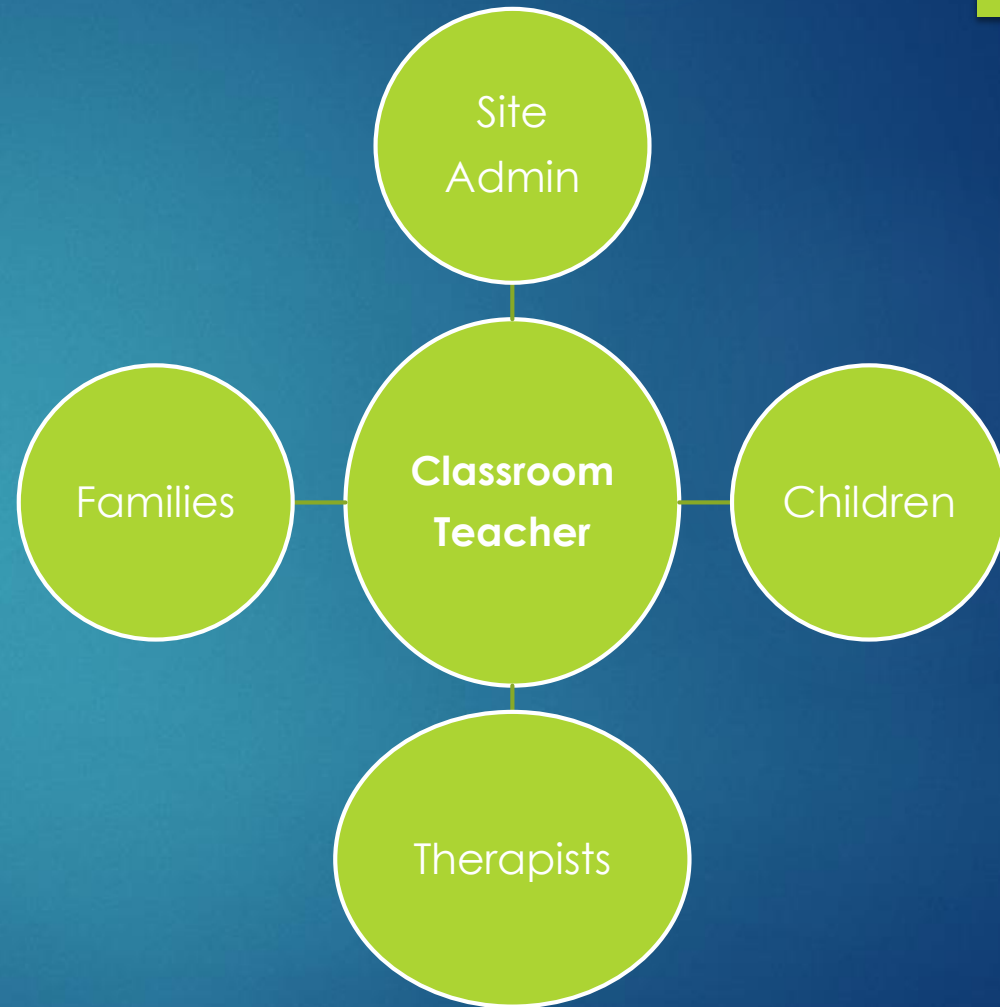 Site
Admin
Families
Classroom
Teacher
Children
Therapists